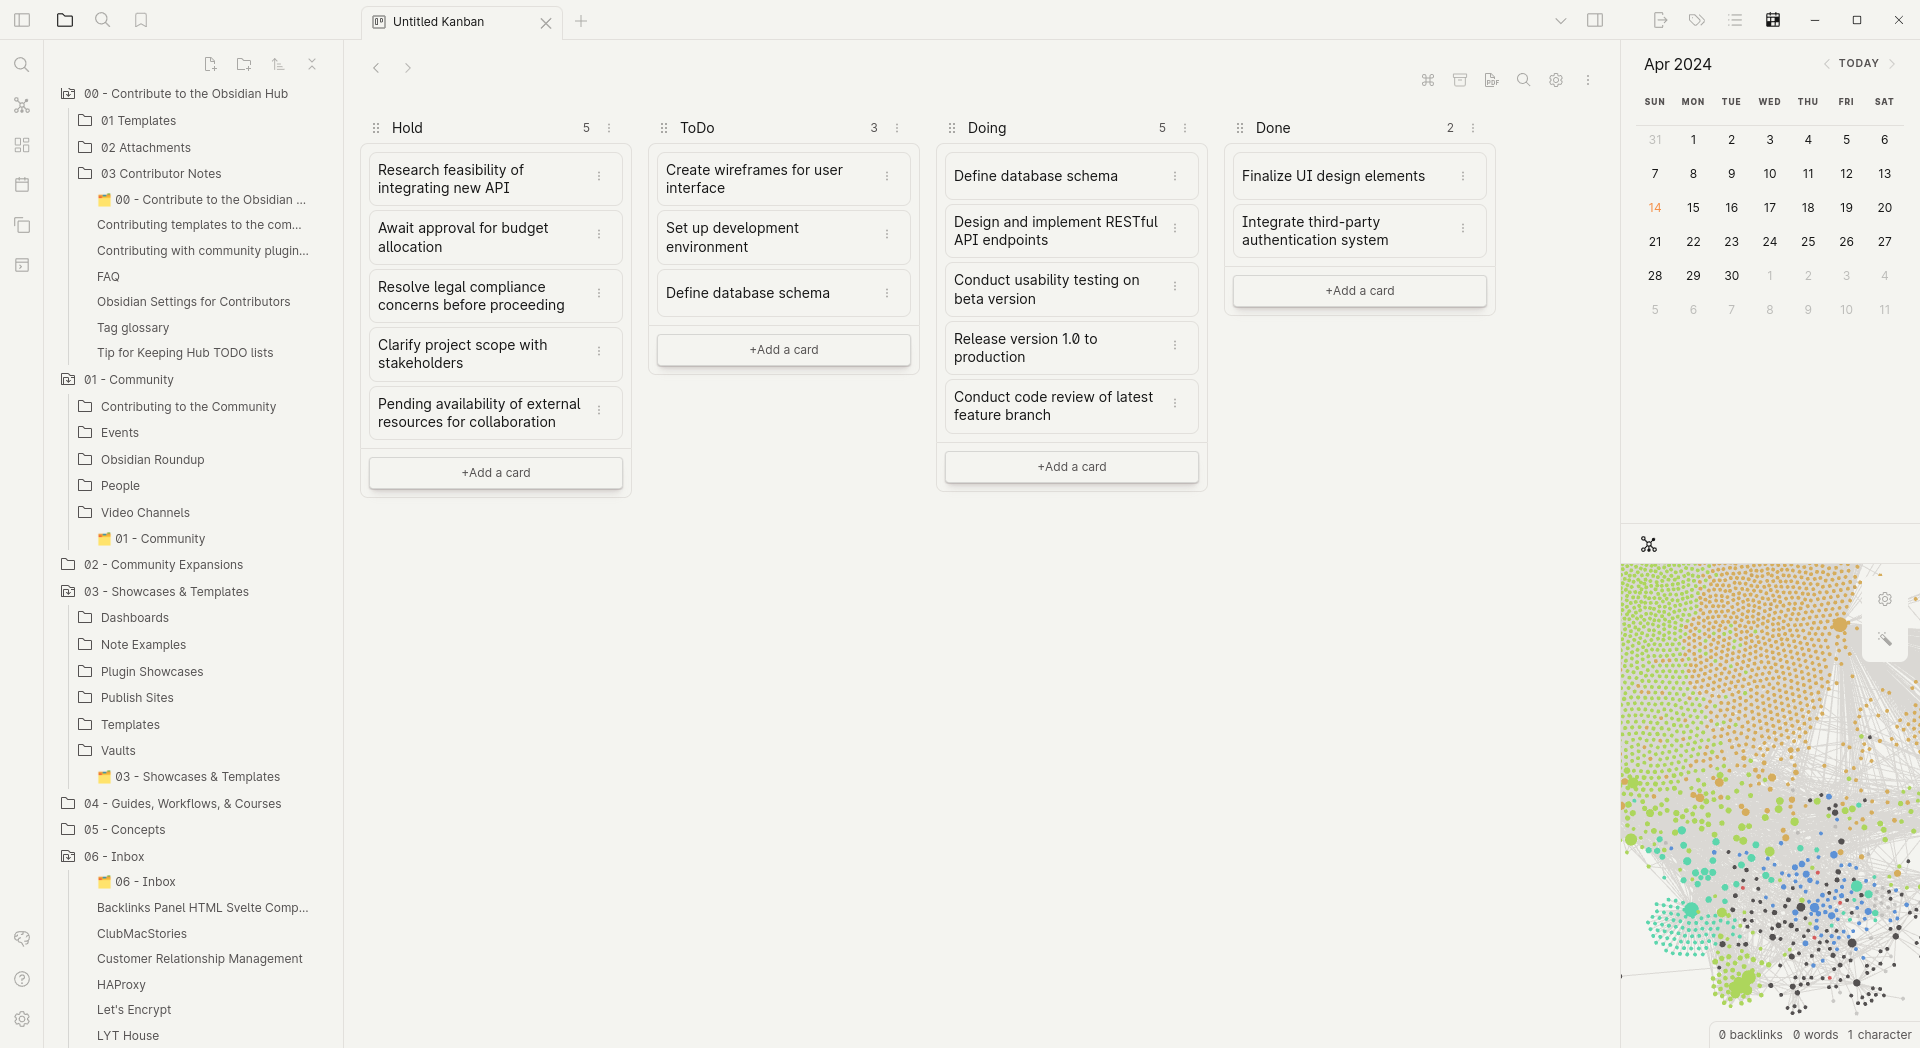 Untitled Kanban
00 - Contribute to the Obsidian Hub
01 Templates
02 Attachments
03 Contributor Notes
00 - Contribute to the Obsidian ...
Contributing templates to the com...
Contributing with community plugin...
FAQ
Obsidian Settings for Contributors
Tag glossary
Tip for Keeping Hub TODO lists
01 - Community
Contributing to the Community
Events
Obsidian Roundup
People
Video Channels
01 - Community
02 - Community Expansions
03 - Showcases & Templates
Dashboards
Note Examples
Plugin Showcases
Publish Sites
Templates
Vaults
03 - Showcases & Templates
04 - Guides, Workflows, & Courses
05 - Concepts
06 - Inbox
06 - Inbox
Backlinks Panel HTML Svelte Comp...
ClubMacStories
Customer Relationship Management
HAProxy
Let's Encrypt
LYT House
PDF
Hold 5
Research feasibility of
integrating new API
Await approval for budget
allocation
Resolve legal compliance
concerns before proceeding
Clarify project scope with
stakeholders
Pending availability of external
resources for collaboration
+Add a card
ToDo 3
Create wireframes for user
interface
Set up development
environment
Define database schema
+Add a card
Doing 5
Define database schema
Design and implement RESTful
API endpoints
Conduct usability testing on
beta version
Release version 1.0 to
production
Conduct code review of latest
feature branch
+Add a card
Done 2
Finalize UI design elements
Integrate third-party
authentication system
+Add a card
Apr 2024 TODAY
SUN MON TUE WED THU FRI SAT
31 1 2 3 4 5 6
7 8 9 10 11 12 13
14 15 16 17 18 19 20
21 22 23 24 25 26 27
28 29 30 1 2 3 4
5 6 7 8 9 10 11
0 backlinks 0 words 1 character